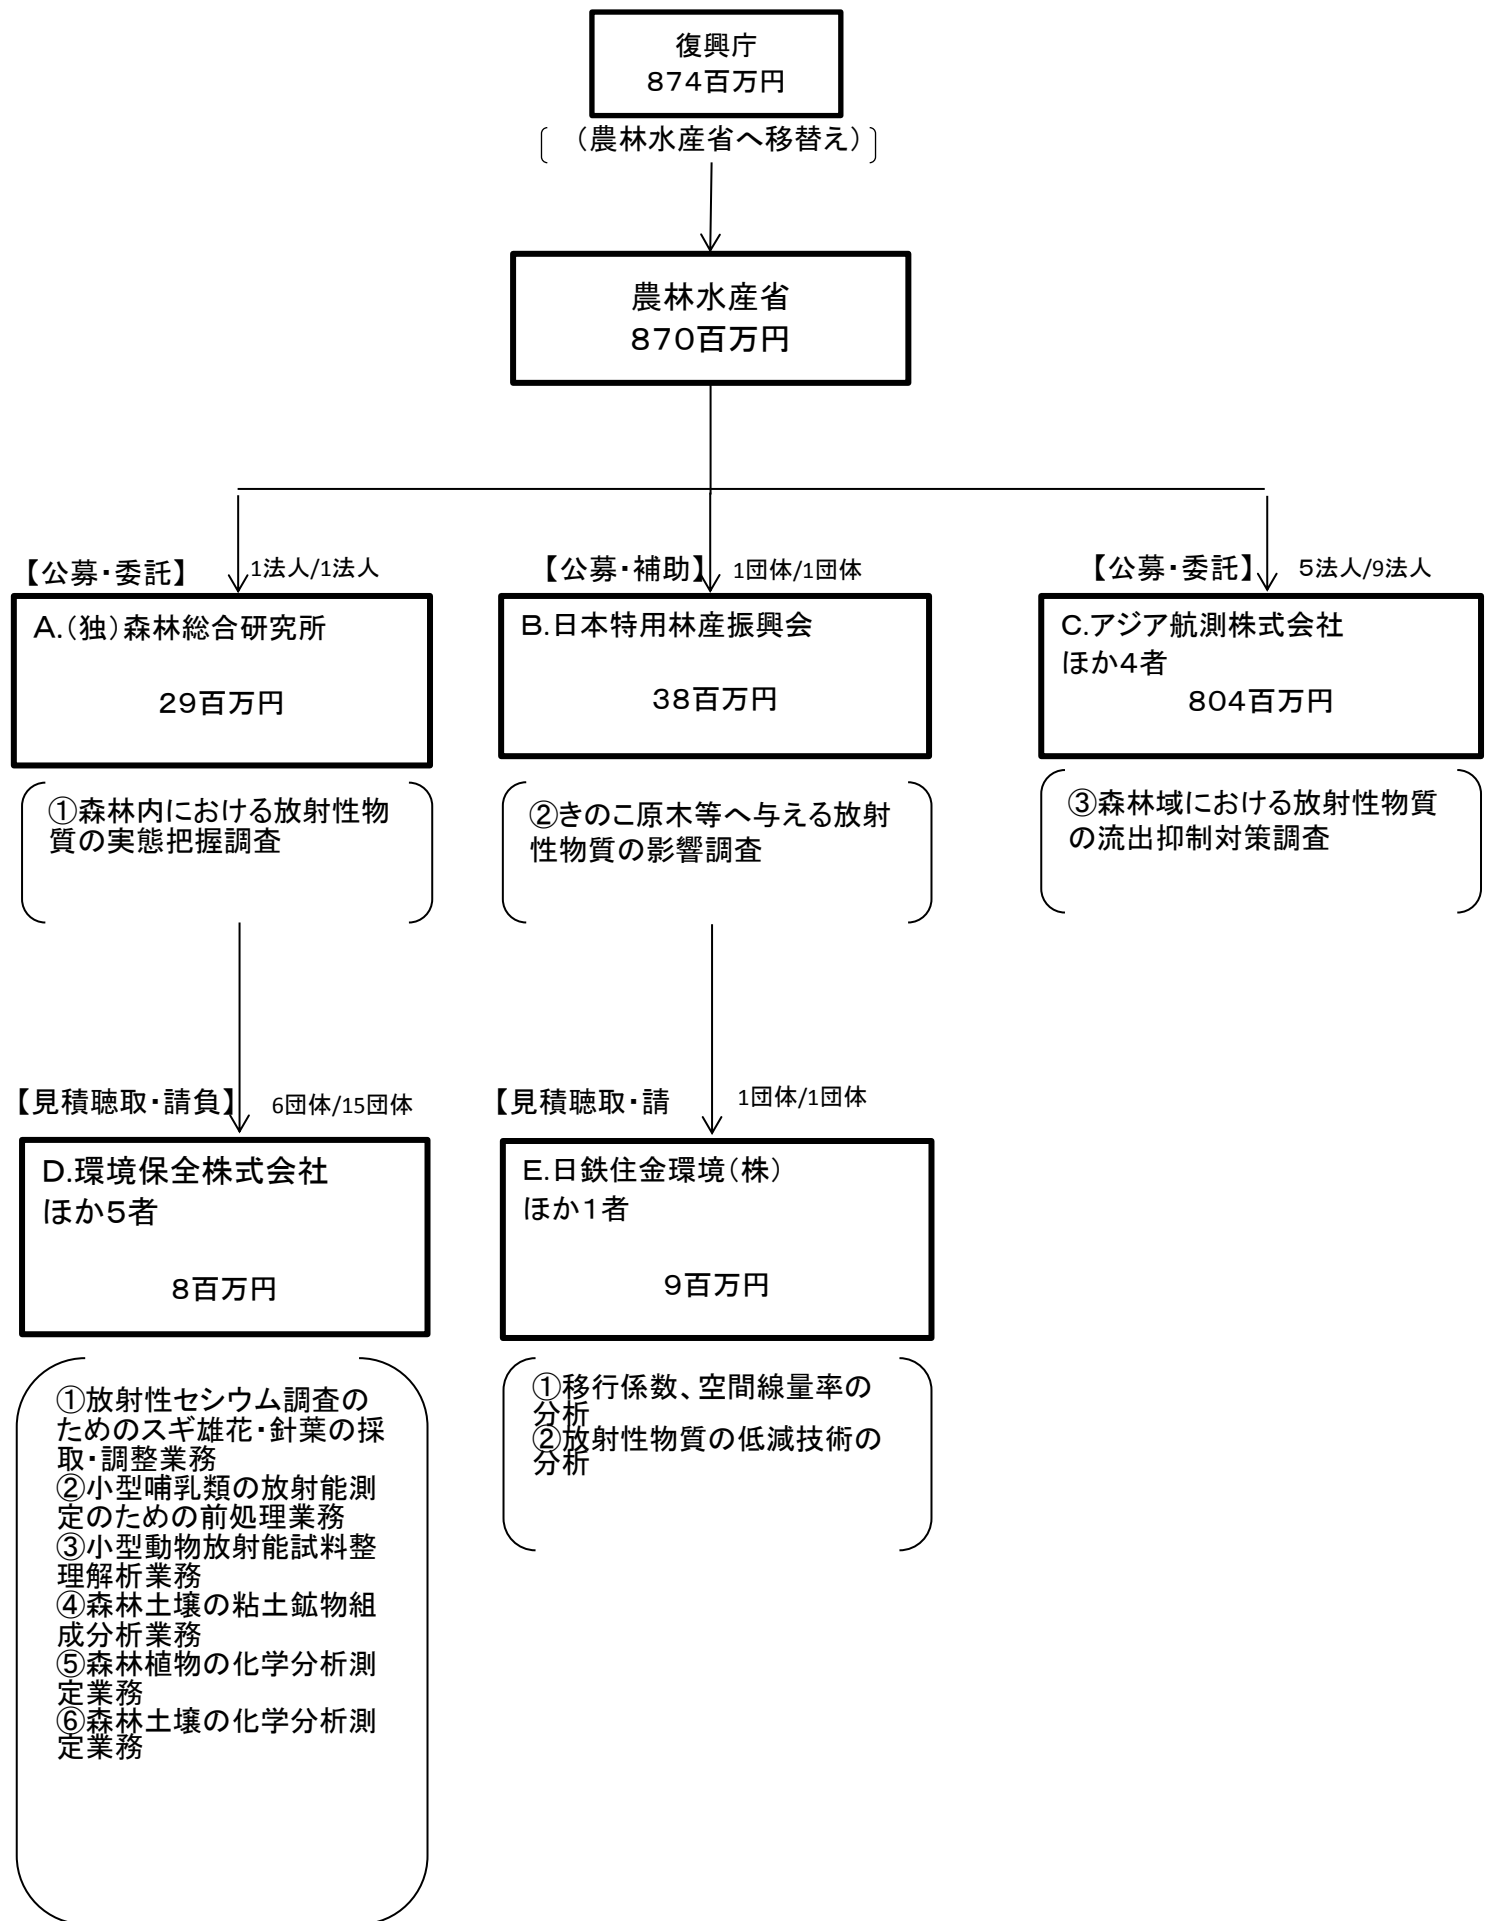 復興庁
874百万円
（農林水産省へ移替え）
農林水産省
870百万円
【公募・委託】
1法人/1法人
A.（独）森林総合研究所
29百万円
①森林内における放射性物
質の実態把握調査
【公募・補助】
1団体/1団体
B.日本特用林産振興会
38百万円
②きのこ原木等へ与える放射
性物質の影響調査
【公募・委託】
5法人/9法人
C.アジア航測株式会社
ほか4者
804百万円
③森林域における放射性物質
の流出抑制対策調査
【見積聴取・請負】
6団体/15団体
D.環境保全株式会社
ほか5者
8百万円
①放射性セシウム調査の
ためのスギ雄花・針葉の採
取・調整業務
②小型哺乳類の放射能測
定のための前処理業務
③小型動物放射能試料整
理解析業務
④森林土壌の粘土鉱物組
成分析業務
⑤森林植物の化学分析測
定業務
⑥森林土壌の化学分析測
定業務
【見積聴取・請
1団体/1団体
E.日鉄住金環境（株）
ほか1者
9百万円
①移行係数、空間線量率の
分析
②放射性物質の低減技術の
分析